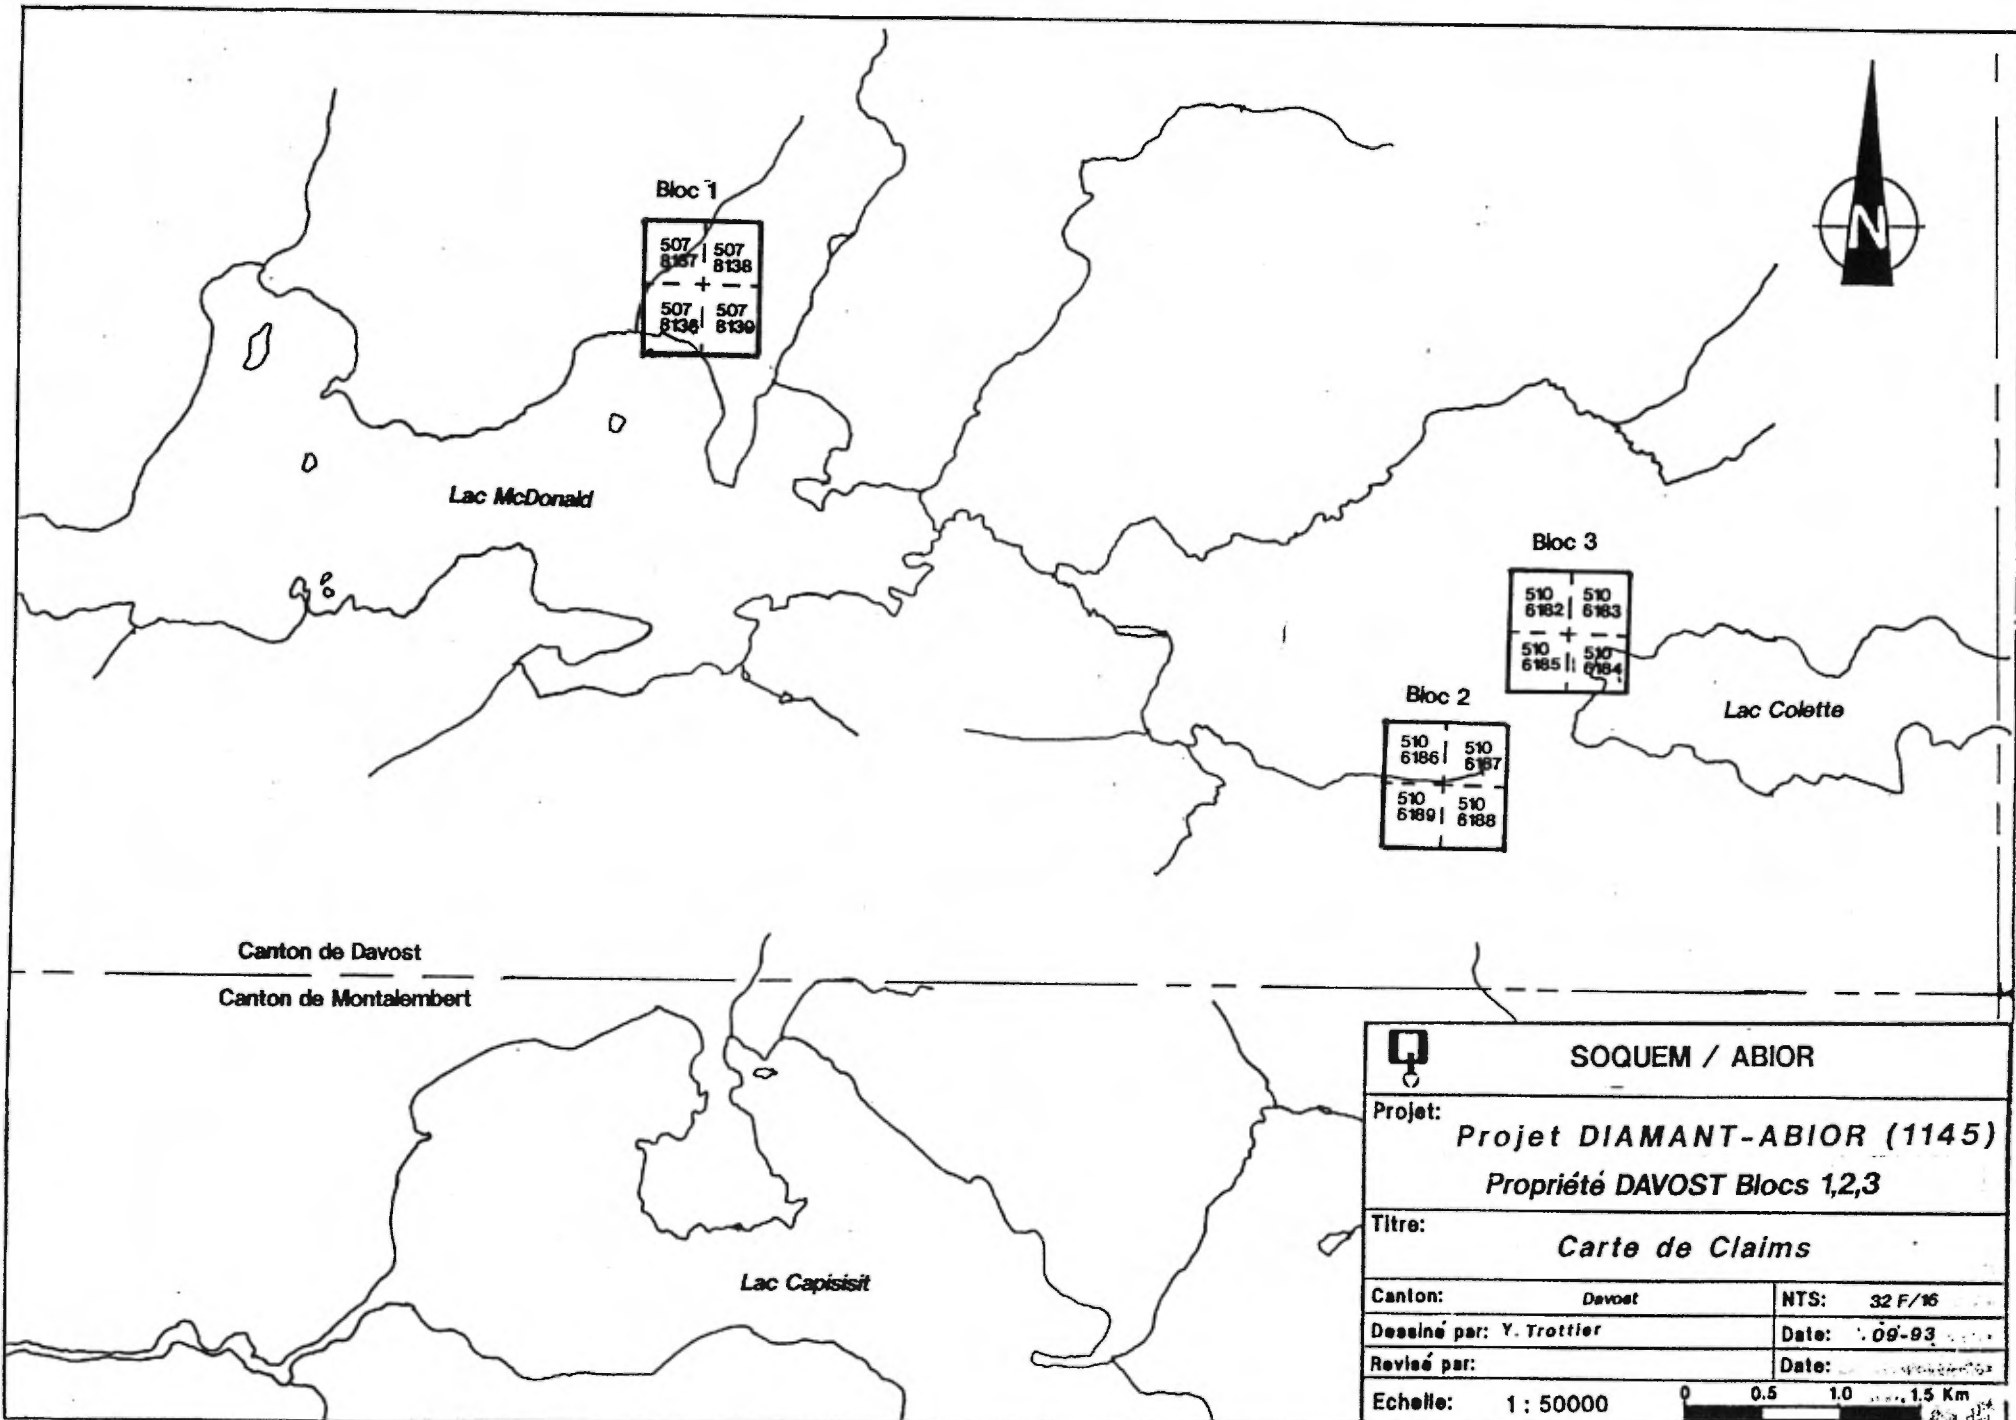 Bloc 1
507 507
8137 8138
507 507
8136 8139
N
Lac McDonald
Bloc 3
510 510
6182 6183
510 510
6185 6184
Lac Colette
Bloc 2
510 510
6186 6187
510 510
6189 6188
Canton de Davost
Canton de Montalembert
Lac Capisisit
SOQUEM / ABIOR
Projet:
Projet DIAMANT-ABIOR (1145)
Propriété DAVOST Blocs 1,2,3
Titre:
Carte de Claims
Canton: Davost NTS: 32 F/16
Dessiné par: Y. Trottier Date: 09-93
Revisé par: Date:
Echelle: 1 : 50000 0 0.5 1.0 1.5 Km